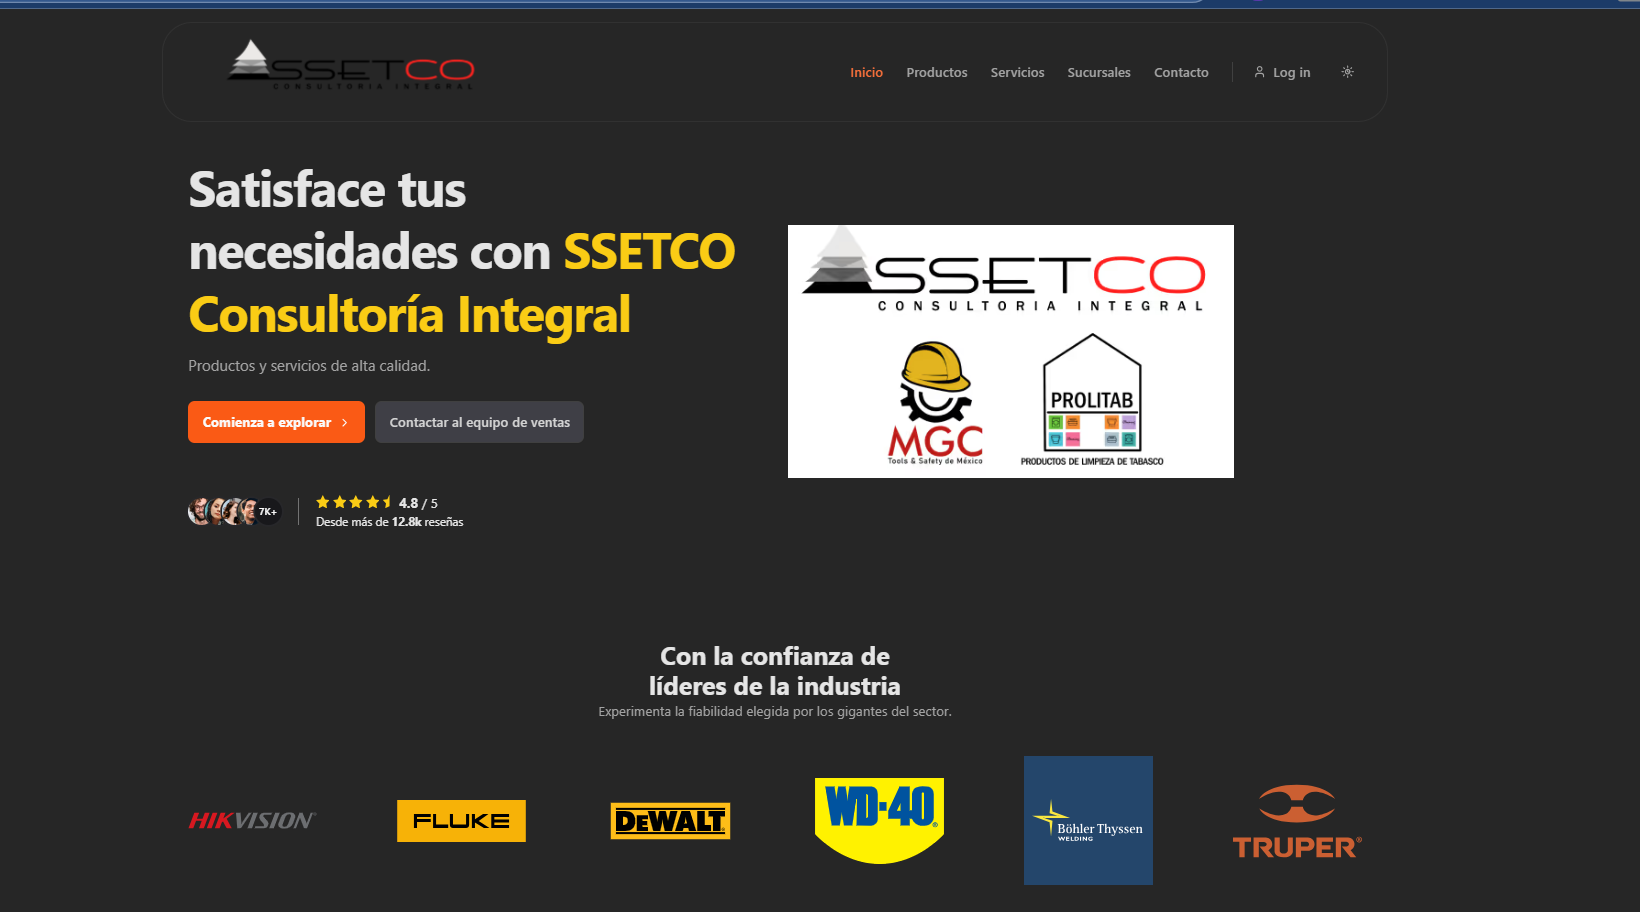 SSETCO
CONSULTORIA INTEGRAL
Inicio
Productos
Servicios
Sucursales
Contacto
Log in
Satisface tus
necesidades con SSETCO
Consultoría Integral
Productos y servicios de alta calidad.
Comienza a explorar
Contactar al equipo de ventas
7K+
4.8 / 5
Desde más de 12.8k reseñas
SSETCO
CONSULTORIA INTEGRAL
MGC
Tools & Safety de México
PROLITAB
PRODUCTOS DE LIMPIEZA DE TABASCO
Con la confianza de
líderes de la industria
Experimenta la fiabilidad elegida por los gigantes del sector.
HIKVISION
FLUKE
DEWALT
WD-40
Böhler Thyssen
WELDING
TRUPER